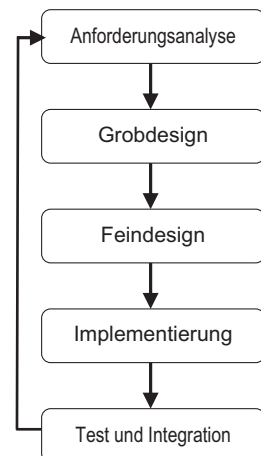 Anforderungsanalyse
Grobdesign
Feindesign
Implementierung
Test und Integration